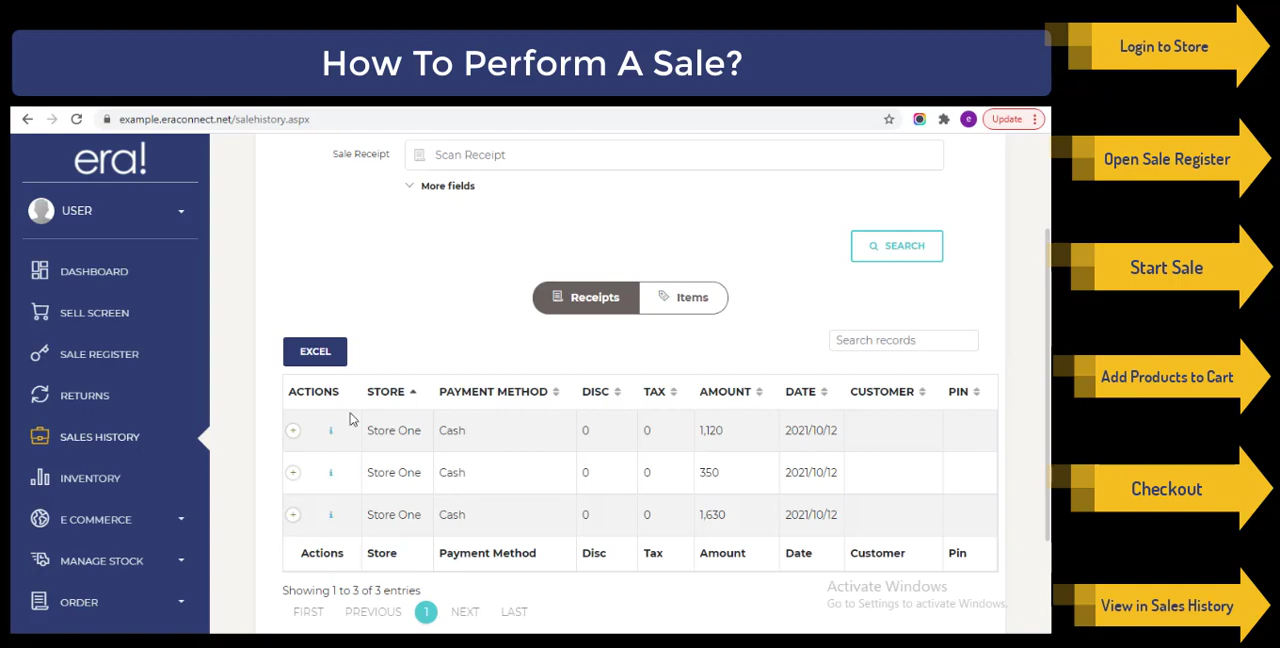 How To Perform A Sale?
Login to Store
Open Sale Register
Start Sale
Add Products to Cart
Checkout
View in Sales History
example.eraconnect.net/salehistory.aspx
e
Update
era!
USER
DASHBOARD
SELL SCREEN
SALE REGISTER
RETURNS
SALES HISTORY
INVENTORY
E COMMERCE
MANAGE STOCK
ORDER
Sale Receipt Scan Receipt
More fields
SEARCH
Receipts Items
EXCEL Search records
ACTIONS STORE PAYMENT METHOD DISC TAX AMOUNT DATE CUSTOMER PIN
+ i Store One Cash 0 0 1,120 2021/10/12
+ i Store One Cash 0 0 350 2021/10/12
+ i Store One Cash 0 0 1,630 2021/10/12
Actions Store Payment Method Disc Tax Amount Date Customer Pin
Showing 1 to 3 of 3 entries
FIRST PREVIOUS 1 NEXT LAST
Activate Windows
Go to Settings to activate Windows.